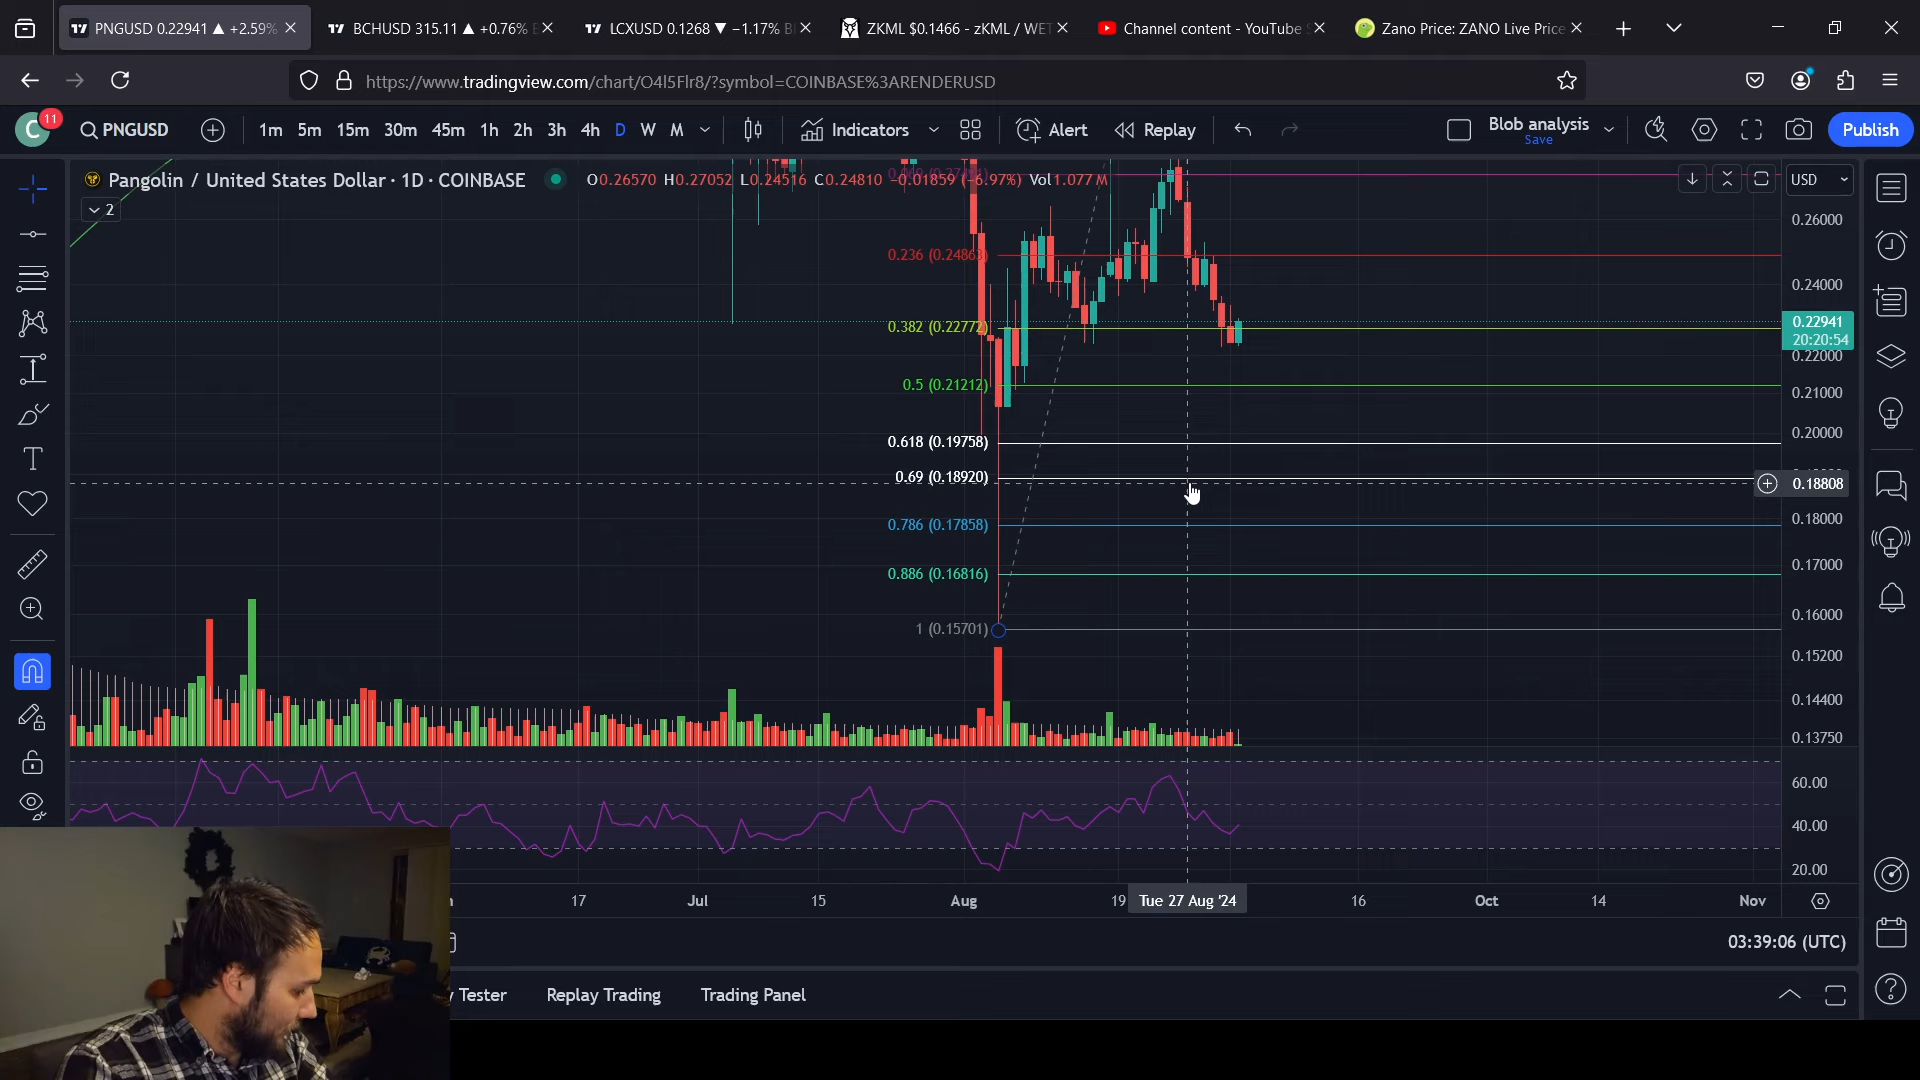 PNGUSD 0.22941 ▲ +2.59%
BCHUSD 315.11 ▲ +0.76% B
LCXUSD 0.1268 ▼ −1.17% B
ZKML $0.1466 - zKML / WE
Channel content - YouTube
Zano Price: ZANO Live Price
https://www.tradingview.com/chart/O4l5Flr8/?symbol=COINBASE%3ARENDERUSD
C 11 PNGUSD 1m 5m 15m 30m 45m 1h 2h 3h 4h D W M Indicators Alert Replay Blob analysis Publish
Save
Pangolin / United States Dollar · 1D · COINBASE O0.26570 H0.27052 L0.24516 C0.24810 −0.01859 (−6.97%) Vol1.077M USD
2
0.26000
0.236 (0.24863)
0.24000
0.382 (0.22772) 0.22941
20:20:54
0.22000
0.5 (0.21212) 0.21000
0.618 (0.19758) 0.20000
0.69 (0.18920) 0.18808
0.786 (0.17858) 0.18000
0.886 (0.16816) 0.17000
0.16000
1 (0.15701)
0.15200
0.14400
0.13750
60.00
40.00
20.00
17 Jul 15 Aug 19 Tue 27 Aug '24 16 Oct 14 Nov
03:39:06 (UTC)
Tester Replay Trading Trading Panel